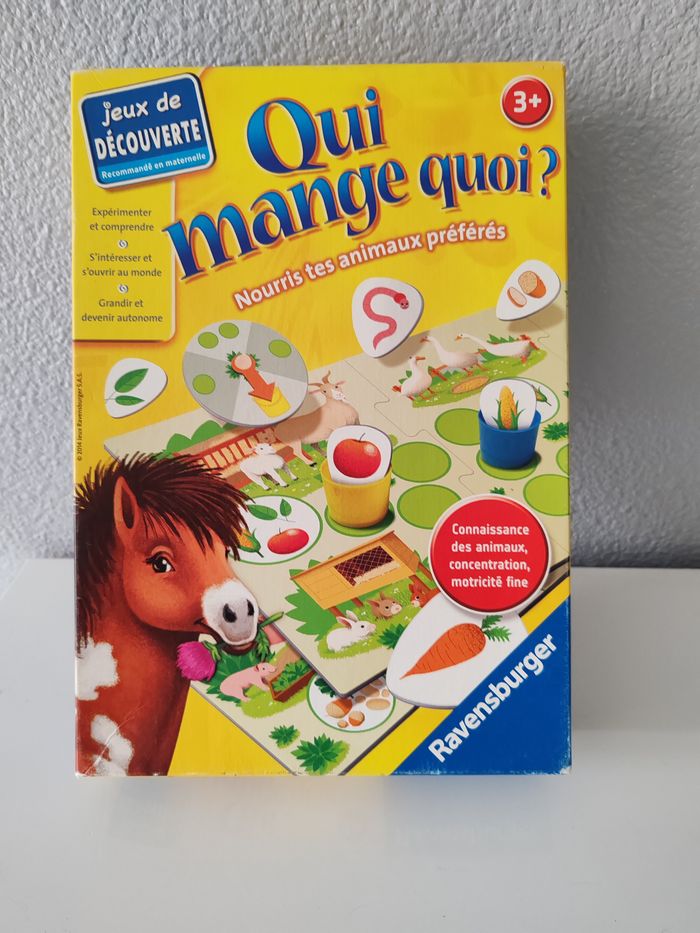 jeux de
DÉCOUVERTE
Recommandé en maternelle
Expérimenter
et comprendre
S'intéresser et
s'ouvrir au monde
Grandir et
devenir autonome
3+
Qui
mange quoi?
Nourris tes animaux préférés
© 2014 Jeux Ravensburger S.A.S.
Connaissance
des animaux,
concentration,
motricité fine
Ravensburger